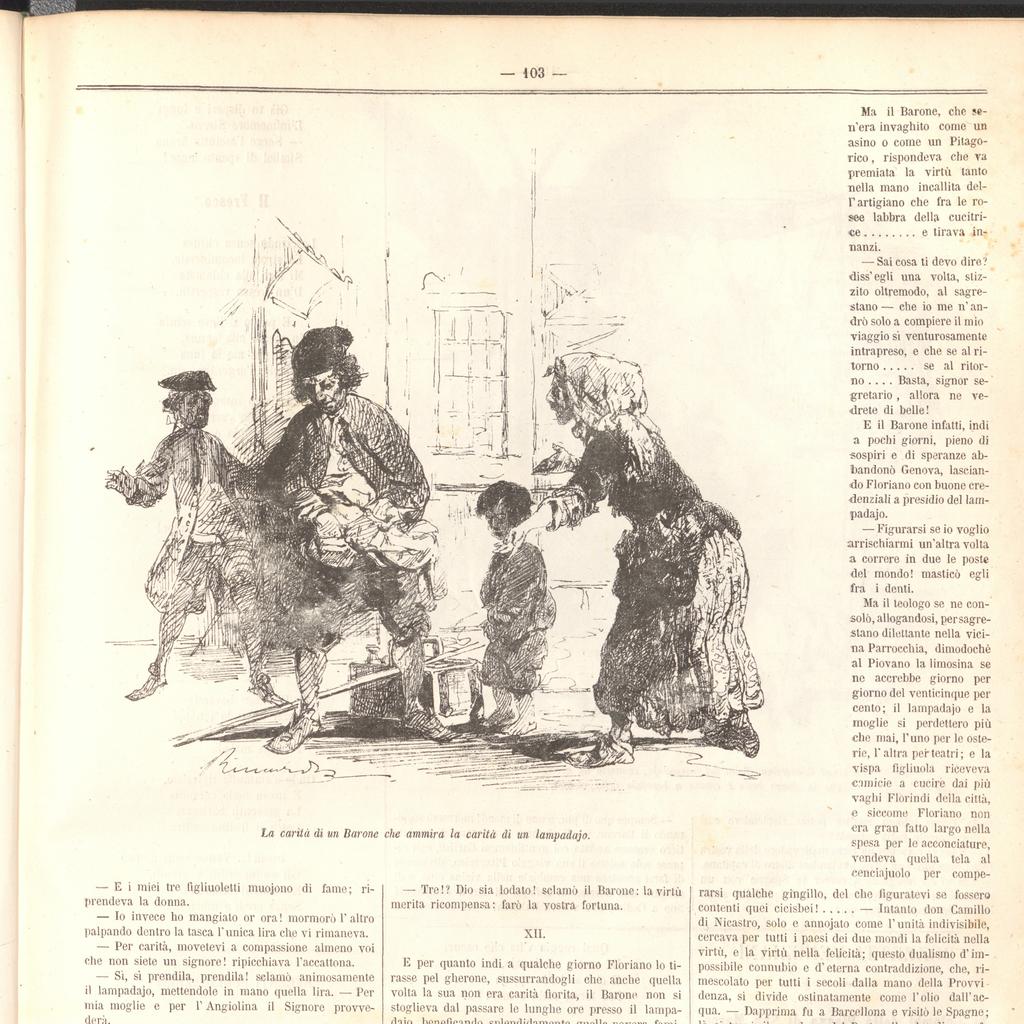 — 103 —
La carità di un Barone che ammira la carità di un lampadajo.
— E i miei tre figliuoletti muojono di fame; ri-
prendeva la donna.
— Io invece ho mangiato or ora! mormorò l'altro
palpando dentro la tasca l'unica lira che vi rimaneva.
— Per carità, movetevi a compassione almeno voi
che non siete un signore! ripicchiava l'accattona.
— Sì, sì prendila, prendila! sclamò animosamente
il lampadajo, mettendole in mano quella lira. — Per
mia moglie e per l'Angiolina il Signore provve-
derà.
— Tre!? Dio sia lodato! sclamò il Barone: la virtù
merita ricompensa: farò la vostra fortuna.
XII.
E per quanto indi a qualche giorno Floriano lo ti-
rasse pel gherone, sussurrandogli che anche quella
volta la sua non era carità fiorita, il Barone non si
stoglieva dal passare le lunghe ore presso il lampa-
dajo, beneficando splendidamente quella povera fami-
Ma il Barone, che se-
n'era invaghito come un
asino o come un Pitago-
rico, rispondeva che va
premiata la virtù tanto
nella mano incallita del-
l'artigiano che fra le ro-
see labbra della cucitri-
ce........ e tirava in-
nanzi.
— Sai cosa ti devo dire?
diss'egli una volta, stiz-
zito oltremodo, al sagre-
stano — che io me n'an-
drò solo a compiere il mio
viaggio sì venturosamente
intrapreso, e che se al ri-
torno..... se al ritor-
no.... Basta, signor se-
gretario, allora ne ve-
drete di belle!
E il Barone infatti, indi
a pochi giorni, pieno di
sospiri e di speranze ab-
bandonò Genova, lascian-
do Floriano con buone cre-
denziali a presidio del lam-
padajo.
— Figurarsi se io voglio
arrischiarmi un'altra volta
a correre in due le poste
del mondo! masticò egli
fra i denti.
Ma il teologo se ne con-
solò, allogandosi, per sagre-
stano dilettante nella vici-
na Parrocchia, dimodochè
al Piovano la limosina se
ne accrebbe giorno per
giorno del venticinque per
cento; il lampadajo e la
moglie si perdettero più
che mai, l'uno per le oste-
rie, l'altra pei teatri; e la
vispa figliuola riceveva
camicie a cucire dai più
vaghi Florindi della città,
e siccome Floriano non
era gran fatto largo nella
spesa per le acconciature,
vendeva quella tela al
cenciajuolo per compe-
rarsi qualche gingillo, del che figuratevi se fossero
contenti quei cicisbei!..... — Intanto don Camillo
di Nicastro, solo e annojato come l'unità indivisibile,
cercava per tutti i paesi dei due mondi la felicità nella
virtù, e la virtù nella felicità; questo dualismo d'im-
possibile connubio e d'eterna contraddizione, che, ri-
mescolato per tutti i secoli dalla mano della Provvi-
denza, si divide ostinatamente come l'olio dall'ac-
qua. — Dapprima fu a Barcellona e visitò le Spagne;